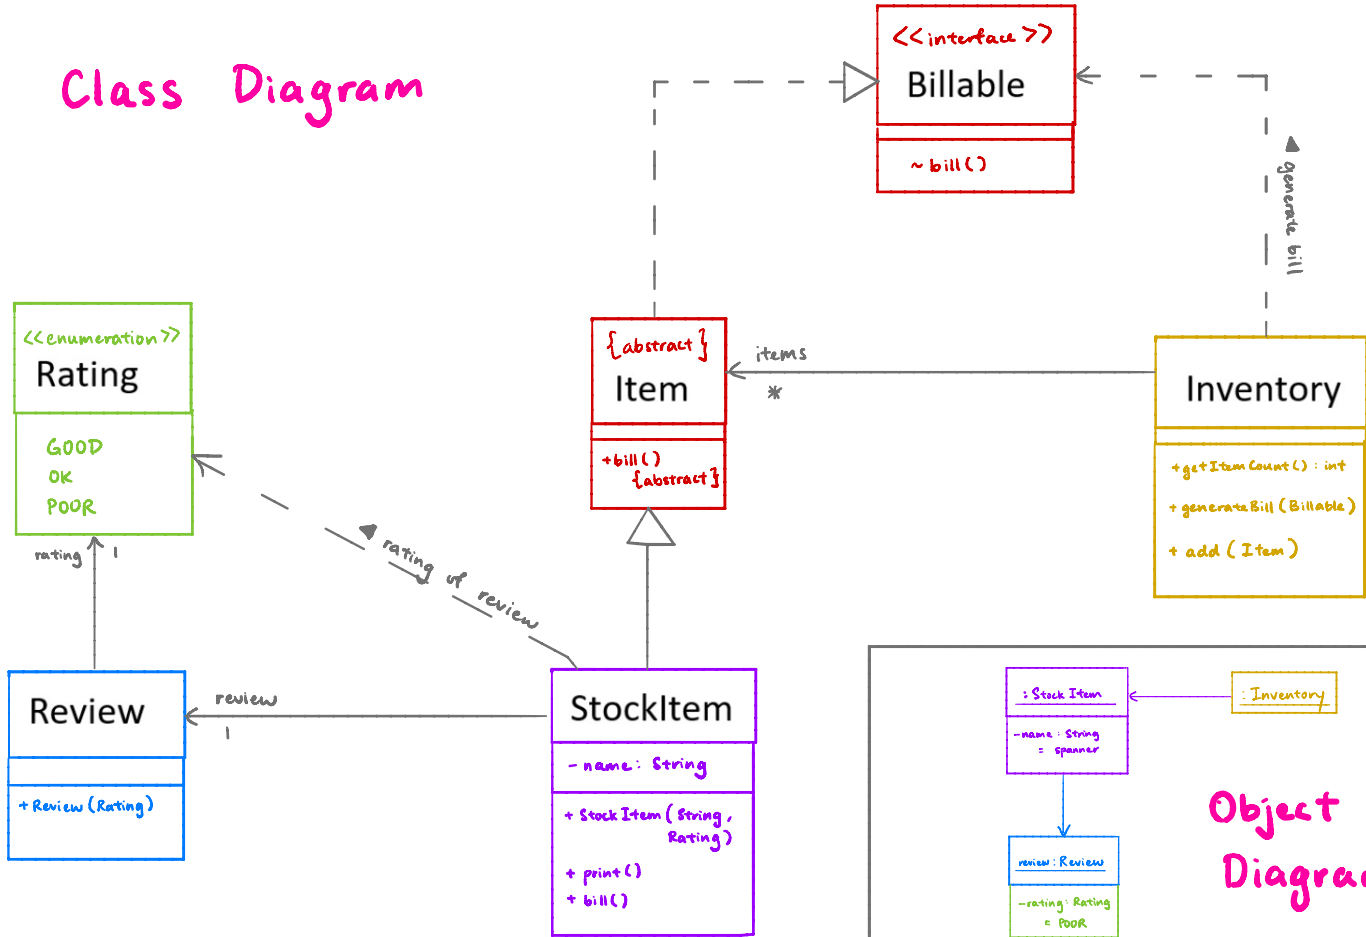 Class Diagram
<<interface>>
Billable
~ bill()
generate bill
<<enumeration>>
Rating
GOOD
OK
POOR
rating 1
{abstract}
Item
+bill()
{abstract}
items
*
Inventory
+getItemCount() : int
+ generateBill (Billable)
+ add (Item)
rating of review
Review
+ Review (Rating)
review
1
StockItem
- name: String
+ StockItem (String,
Rating)
+ print()
+ bill()
: StockItem
- name: String
= spanner
: Inventory
review: Review
- rating: Rating
= POOR
Object
Diagram